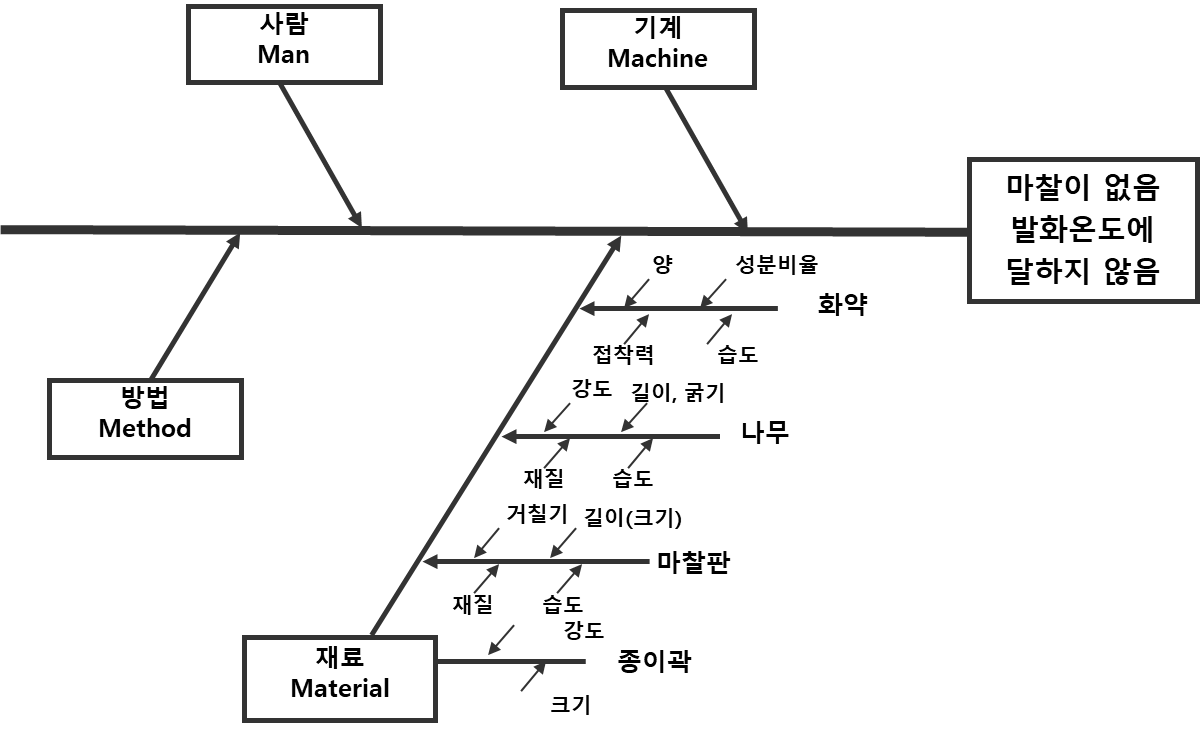 사람
Man
기계
Machine
마찰이 없음
발화온도에
달하지 않음
양
성분비율
화약
접착력
습도
방법
Method
강도
길이, 굵기
나무
재질
습도
거칠기
길이(크기)
마찰판
재질
습도
강도
재료
Material
종이곽
크기